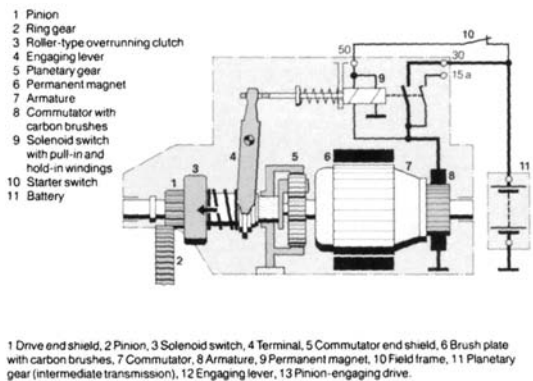 1 Pinion
2 Ring gear
3 Roller-type overrunning clutch
4 Engaging lever
5 Planetary gear
6 Permanent magnet
7 Armature
8 Commutator with
carbon brushes
9 Solenoid switch
with pull-in and
hold-in windings
10 Starter switch
11 Battery
10
50
30
15a
9
11
4
5
6
7
8
3
1
2
1 Drive end shield, 2 Pinion, 3 Solenoid switch, 4 Terminal, 5 Commutator end shield, 6 Brush plate
with carbon brushes, 7 Commutator, 8 Armature, 9 Permanent magnet, 10 Field frame, 11 Planetary
gear (intermediate transmission), 12 Engaging lever, 13 Pinion-engaging drive.